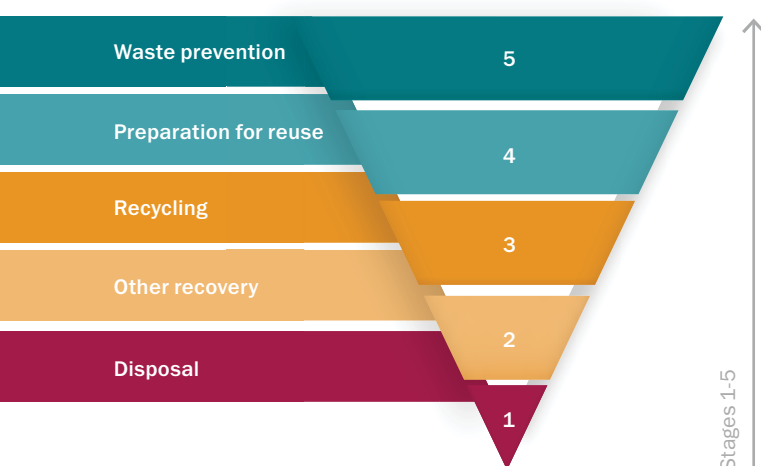 Waste prevention
5
Preparation for reuse
4
Recycling
3
Other recovery
2
Disposal
1
Stages 1-5